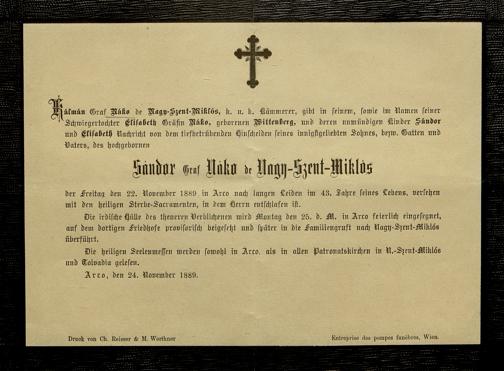 Kálmán Graf Nákó de Nagy-Szent-Miklós, k. u. k. Kämmerer, gibt in seinem, sowie im Namen seiner
Schwiegertochter Elisabeth Gräfin Nákó, gebornenen Wittenberg, und deren unmündigen Kinder Sándor
und Elisabeth Nachricht von dem tiefbetrübenden Hinscheiden seines innigstgeliebten Sohnes, bezw. Gatten und
Vaters, des hochgebornen
Sándor Graf Nákó de Nagy-Szent-Miklós
der Freitag den 22. November 1889 in Arco nach langen Leiden im 43. Jahre seines Lebens, versehen
mit den heiligen Sterbe-Sacramenten, in dem Herrn entschlafen ist.
Die irdische Hülle des theueren Verblichenen wird Montag den 25. d. M. in Arco feierlich eingesegnet,
auf dem dortigen Friedhofe provisorisch beigesetzt und später in die Familiengruft nach Nagy-Szent-Miklós
überführt.
Die heiligen Seelenmessen werden sowohl in Arco, als in allen Patronatskirchen in N.-Szent-Miklós
und Tolvadia gelesen.
Arco, den 24. November 1889.
Druck von Ch. Reisser & M. Werthner
Entreprise des pompes funèbres, Wien.